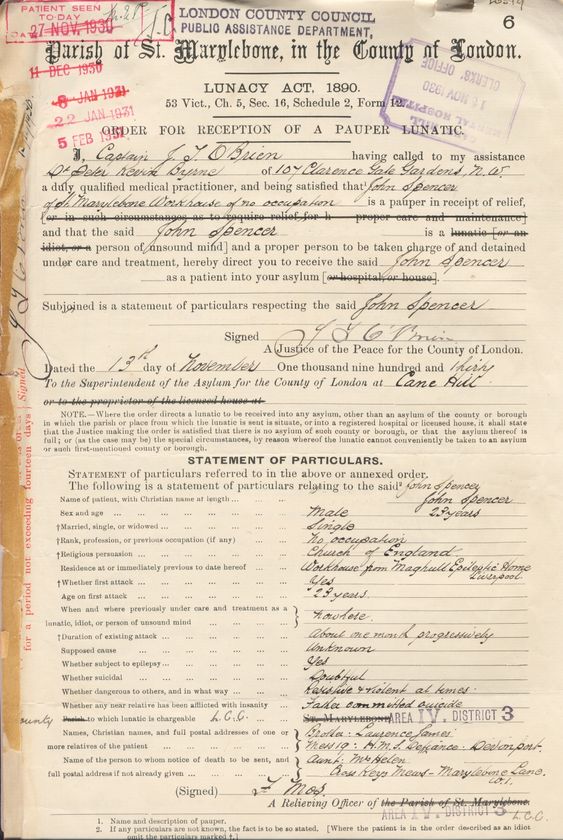 PATIENT SEEN
TO-DAY
27 NOV. 1930
LONDON COUNTY COUNCIL
PUBLIC ASSISTANCE DEPARTMENT,
6
Parish of St. Marylebone, in the County of London.
11 DEC 1930
8 JAN 1931
22 JAN 1931
5 FEB 1931
MENTAL HOSPITAL
15 NOV 1930
CLERKS' OFFICE
LUNACY ACT, 1890.
53 Vict., Ch. 5, Sec. 16, Schedule 2, Form 12.
ORDER FOR RECEPTION OF A PAUPER LUNATIC.
I, Captain J. J. O'Brien having called to my assistance
Dr Peter Kevin Byrne of 107 Clarence Gate Gardens, N.W.
a duly qualified medical practitioner, and being satisfied that John Spencer
of St Marylebone Workhouse of no occupation is a pauper in receipt of relief,
[or in such circumstances as to require relief for h proper care and maintenance]
and that the said John Spencer is a lunatic [or an
idiot, or a person of unsound mind] and a proper person to be taken charge of and detained
under care and treatment, hereby direct you to receive the said John Spencer
as a patient into your asylum [or hospital, or house].
Subjoined is a statement of particulars respecting the said John Spencer
Signed J J O'Brien
A Justice of the Peace for the County of London.
Dated the 13th day of November One thousand nine hundred and thirty
To the Superintendent of the Asylum for the County of London at Cane Hill
or to the proprietor of the licensed house at
NOTE.—Where the order directs a lunatic to be received into any asylum, other than an asylum of the county or borough
in which the parish or place from which the lunatic is sent is situate, or into a registered hospital or licensed house, it shall state
that the Justice making the order is satisfied that there is no asylum of such county or borough, or that the asylum thereof is
full; or (as the case may be) the special circumstances, by reason whereof the lunatic cannot conveniently be taken to an asylum
or such first-mentioned county or borough.
STATEMENT OF PARTICULARS.
STATEMENT of particulars referred to in the above or annexed order.
The following is a statement of particulars relating to the said John Spencer
Name of patient, with Christian name at length John Spencer
Sex and age Male 23 years
†Married, single, or widowed Single
†Rank, profession, or previous occupation (if any) No occupation
†Religious persuasion Church of England
Residence at or immediately previous to date hereof Workhouse from Maghull Epileptic Home Liverpool.
†Whether first attack Yes
Age on first attack 23 years.
When and where previously under care and treatment as a
lunatic, idiot, or person of unsound mind nowhere.
†Duration of existing attack About one month progressively
Supposed cause Unknown
Whether subject to epilepsy Yes
Whether suicidal Doubtful
Whether dangerous to others, and in what way Resistive & violent at times.
Whether any near relative has been afflicted with insanity Father committed suicide
county Parish to which lunatic is chargeable L.C.C. St. Marylebone AREA IV. DISTRICT 3
Names, Christian names, and full postal addresses of one or
more relatives of the patient
Brother: Laurence James
Mess 19: H.M.S. Defiance: Devonport.
Name of the person to whom notice of death to be sent, and
full postal address if not already given
Aunt: Mrs Helen
Cross Keys Mews - Marylebone Lane.
W.1.
(Signed) F Mos.
A Relieving Officer of the Parish of St. Marylebone.
AREA IV. DISTRICT 3 L.C.C.
1. Name and description of pauper.
2. If any particulars are not known, the fact is to be so stated. [Where the patient is in the order described as an idiot
omit the particulars marked †.]
for a period not exceeding fourteen days
Signed